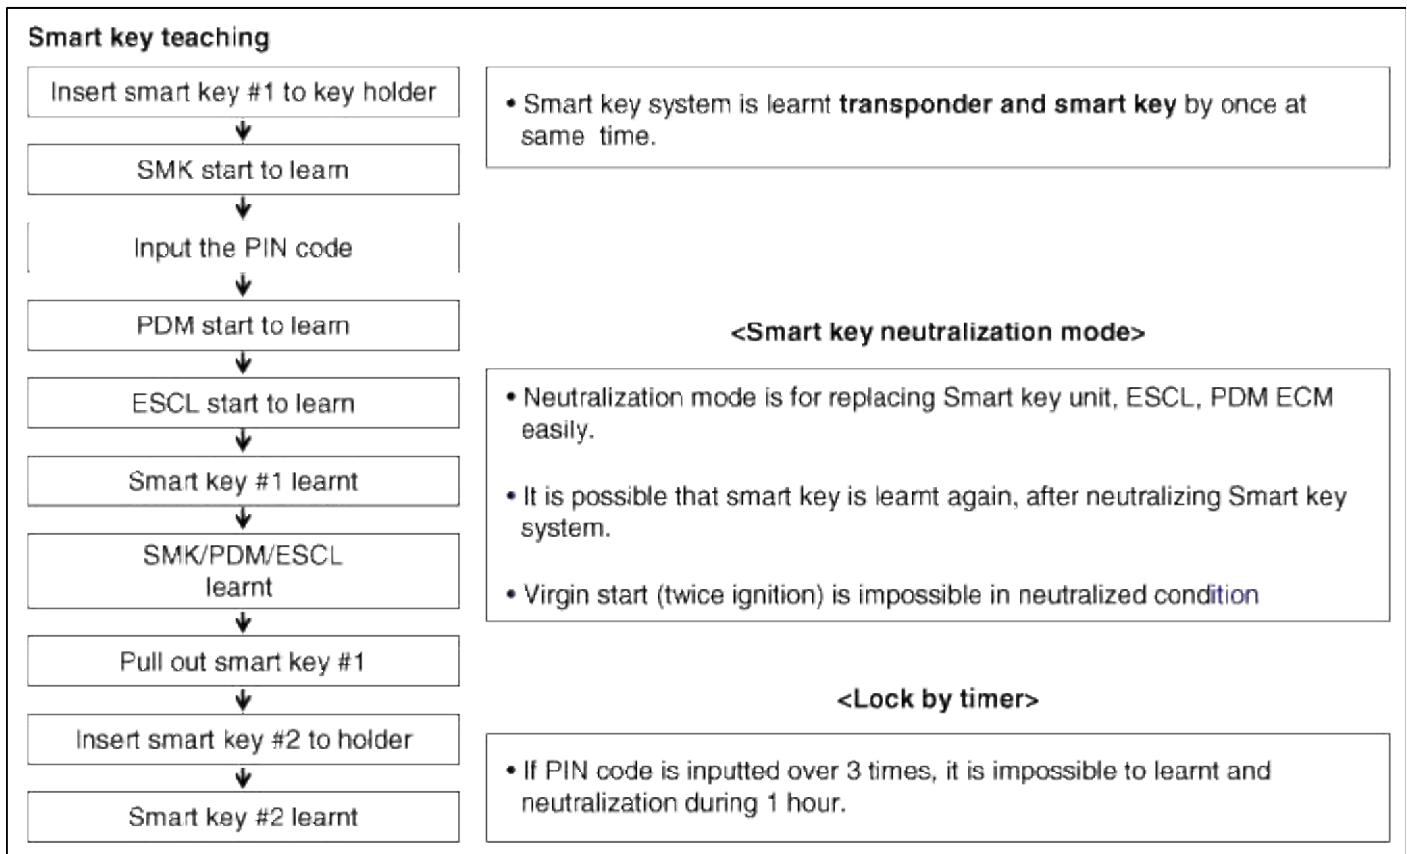 Smart key teaching
Insert smart key #1 to key holder
SMK start to learn
Input the PIN code
PDM start to learn
ESCL start to learn
Smart key #1 learnt
SMK/PDM/ESCL
learnt
Pull out smart key #1
Insert smart key #2 to holder
Smart key #2 learnt
• Smart key system is learnt transponder and smart key by once at
same time.
<Smart key neutralization mode>
• Neutralization mode is for replacing Smart key unit, ESCL, PDM ECM
easily.
• It is possible that smart key is learnt again, after neutralizing Smart key
system.
• Virgin start (twice ignition) is impossible in neutralized condition
<Lock by timer>
• If PIN code is inputted over 3 times, it is impossible to learnt and
neutralization during 1 hour.